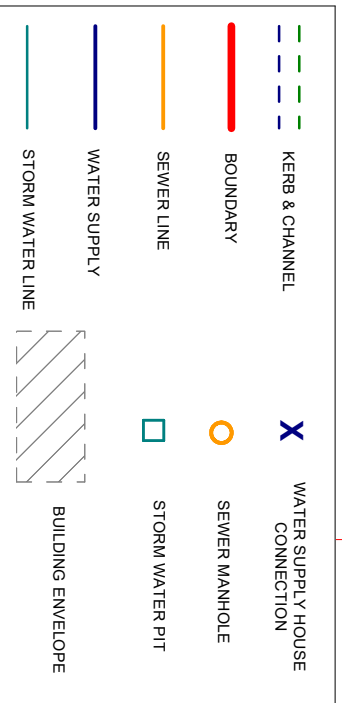 KERB & CHANNEL
BOUNDARY
SEWER LINE
WATER SUPPLY
STORM WATER LINE
X
WATER SUPPLY HOUSE
CONNECTION
SEWER MANHOLE
STORM WATER PIT
BUILDING ENVELOPE